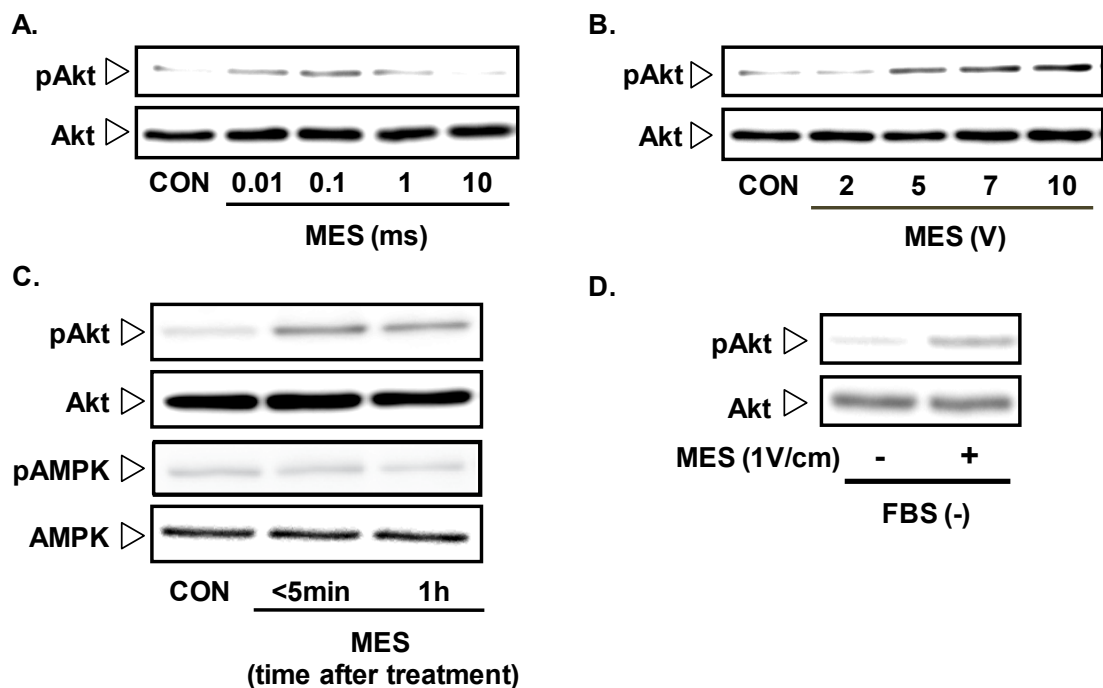 A.
pAkt
Akt
CON 0.01 0.1 1 10
MES (ms)
B.
pAkt
Akt
CON 2 5 7 10
MES (V)
C.
pAkt
Akt
pAMPK
AMPK
CON <5min 1h
MES
(time after treatment)
D.
pAkt
Akt
MES (1V/cm) - +
FBS (-)